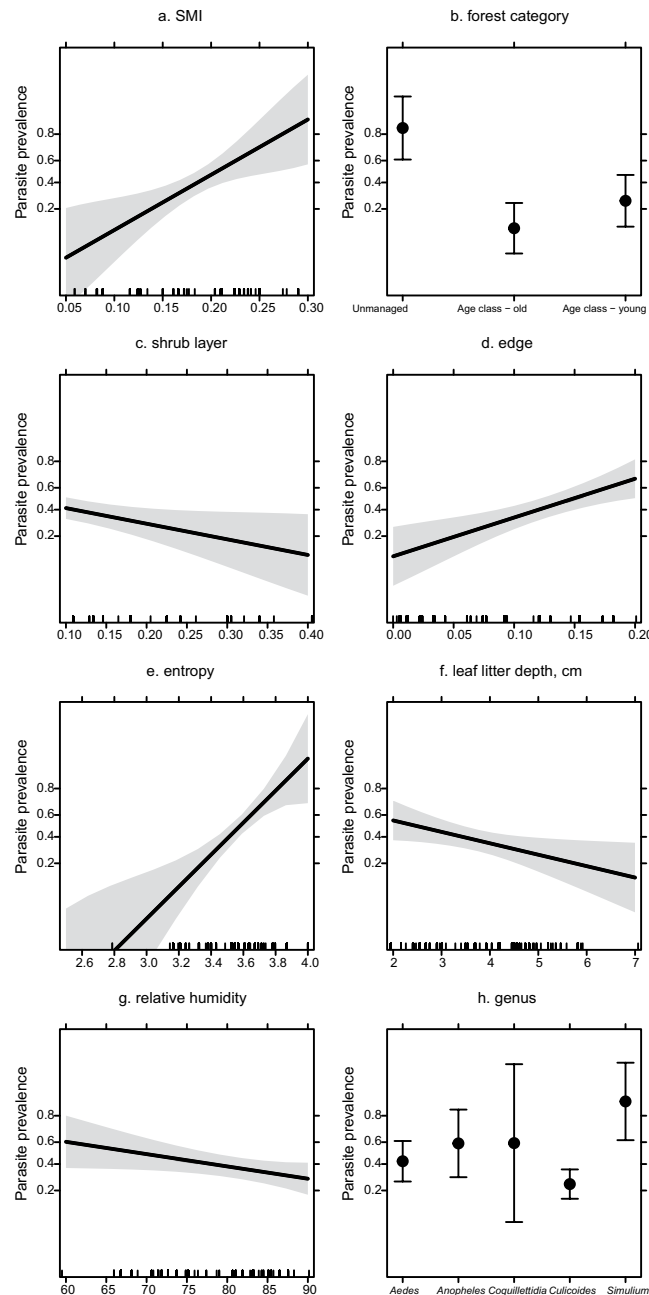 a. SMI
b. forest category
Parasite prevalence
0.8
0.6
0.4
0.2
0.05 0.10 0.15 0.20 0.25 0.30
Parasite prevalence
0.8
0.6
0.4
0.2
Unmanaged Age class − old Age class − young
c. shrub layer
d. edge
Parasite prevalence
0.8
0.6
0.4
0.2
0.10 0.15 0.20 0.25 0.30 0.35 0.40
Parasite prevalence
0.8
0.6
0.4
0.2
0.00 0.05 0.10 0.15 0.20
e. entropy
f. leaf litter depth, cm
Parasite prevalence
0.8
0.6
0.4
0.2
2.6 2.8 3.0 3.2 3.4 3.6 3.8 4.0
Parasite prevalence
0.8
0.6
0.4
0.2
2 3 4 5 6 7
g. relative humidity
h. genus
Parasite prevalence
0.8
0.6
0.4
0.2
60 65 70 75 80 85 90
Parasite prevalence
0.8
0.6
0.4
0.2
Aedes Anopheles Coquillettidia Culicoides Simulium